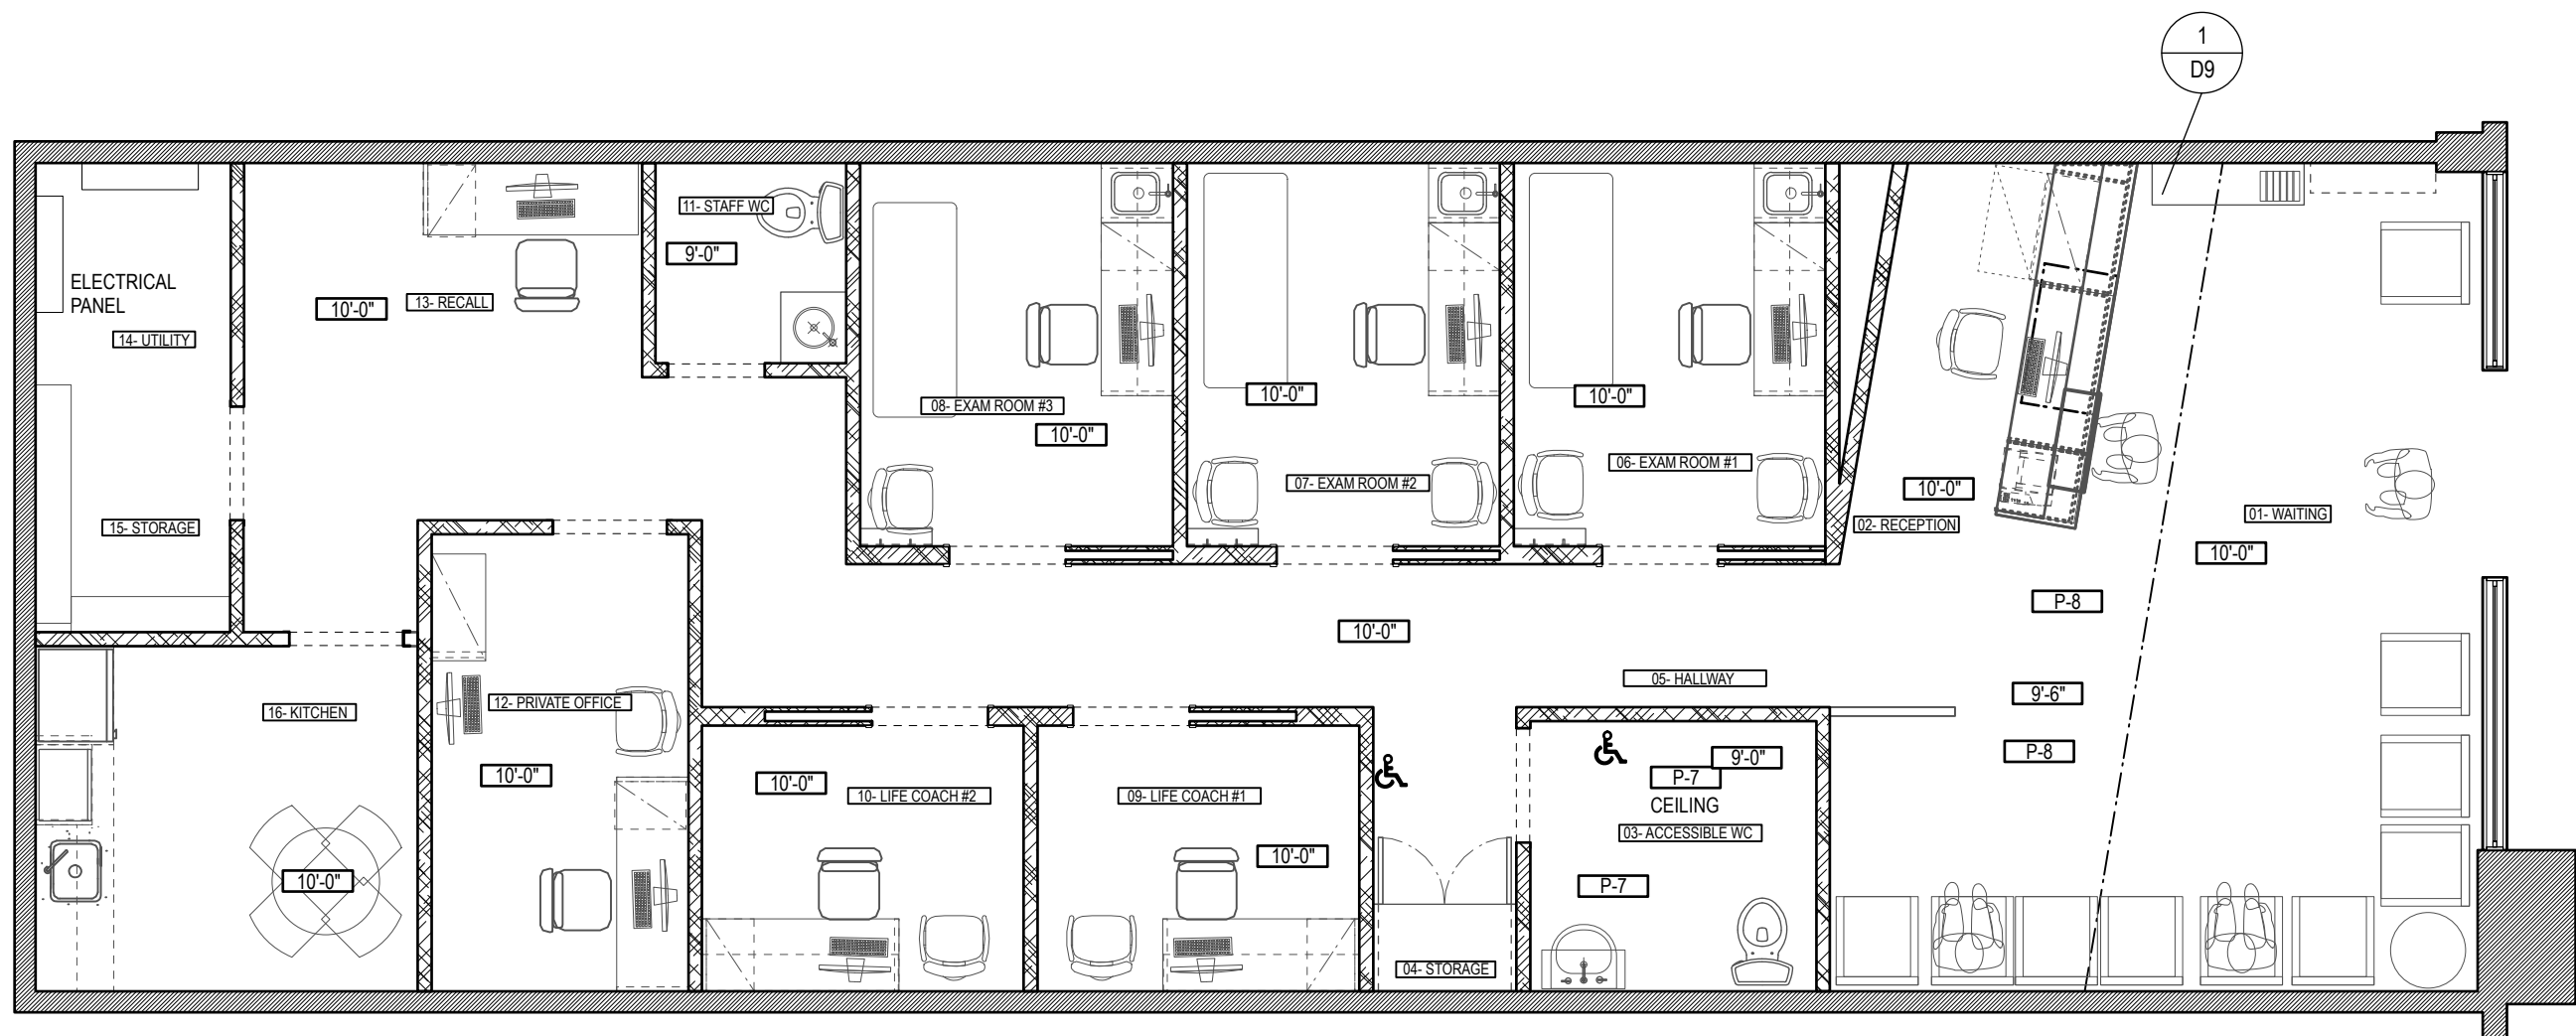 1
D9
11- STAFF WC
9'-0"
ELECTRICAL
PANEL
10'-0"
13- RECALL
14- UTILITY
08- EXAM ROOM #3
10'-0"
10'-0"
07- EXAM ROOM #2
10'-0"
06- EXAM ROOM #1
10'-0"
02- RECEPTION
01- WAITING
10'-0"
15- STORAGE
P-8
10'-0"
05- HALLWAY
9'-6"
P-8
16- KITCHEN
10'-0"
12- PRIVATE OFFICE
10'-0"
10'-0"
10- LIFE COACH #2
09- LIFE COACH #1
10'-0"
9'-0"
P-7
CEILING
03- ACCESSIBLE WC
P-7
04- STORAGE